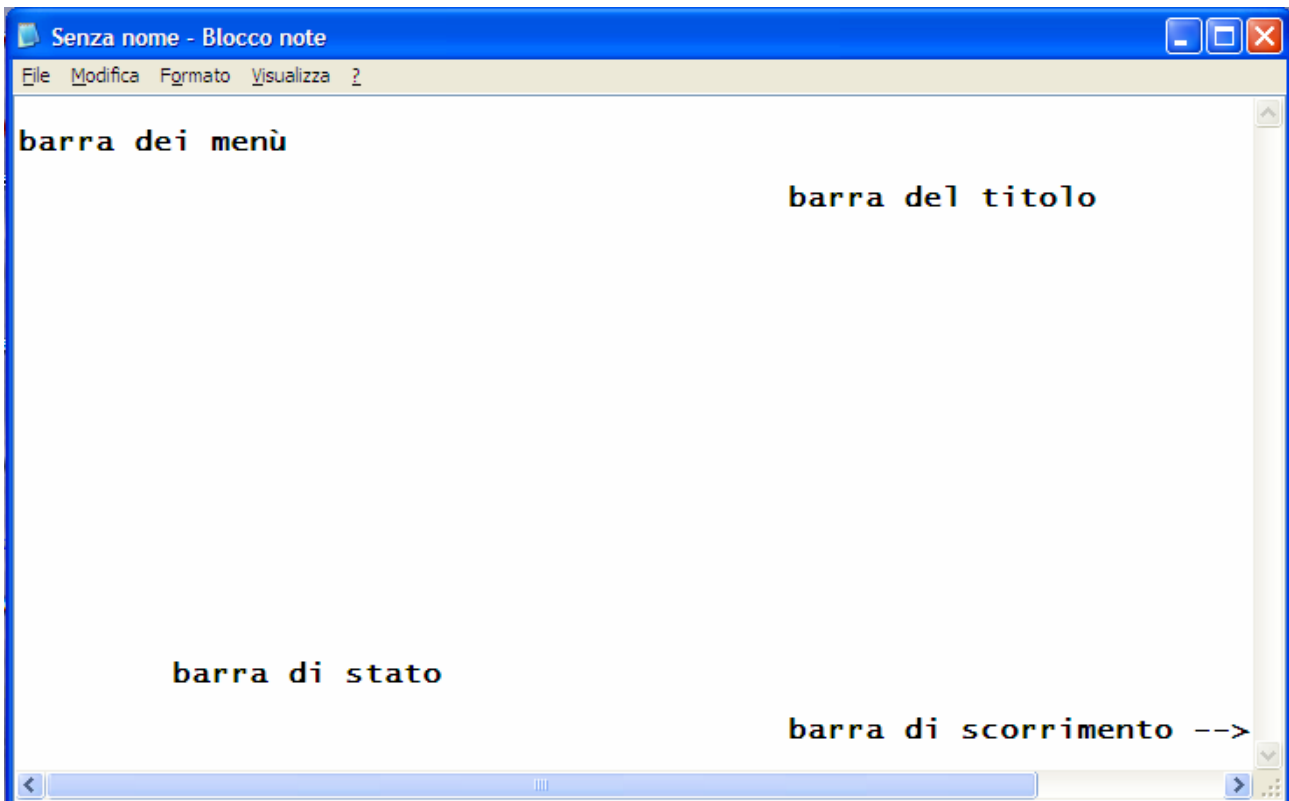 Senza nome - Blocco note
File Modifica Formato Visualizza ?
barra dei menù
barra del titolo
barra di stato
barra di scorrimento -->